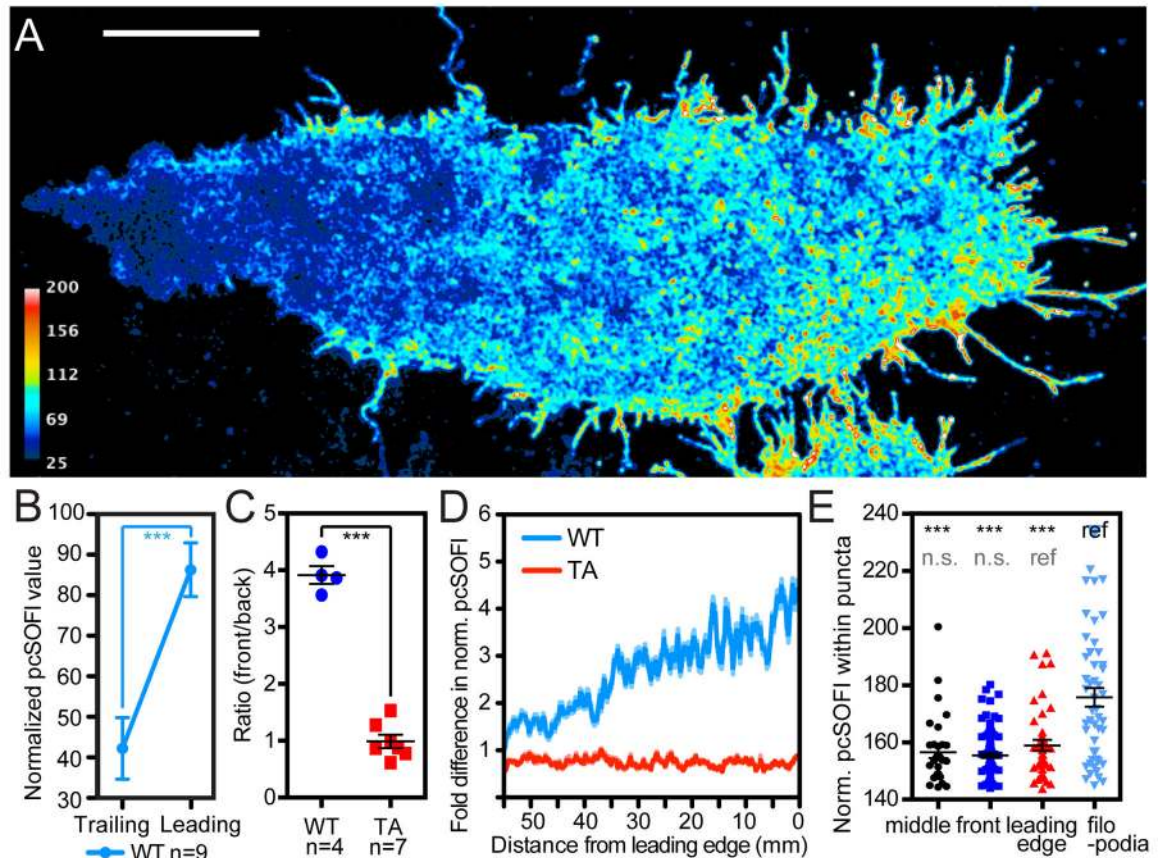 A
200
156
112
69
25
B
Normalized pcSOFI value
100
90
80
70
60
50
40
30
***
Trailing Leading
WT n=9
C
Ratio (front/back)
5
4
3
2
1
0
***
WT TA
n=4 n=7
D
Fold difference in norm. pcSOFI
6
5
4
3
2
1
WT
TA
50 40 30 20 10 0
Distance from leading edge (mm)
E
Norm. pcSOFI within puncta
240
220
200
180
160
140
*** *** *** ref
n.s. n.s. ref
middle front leading filo
edge -podia